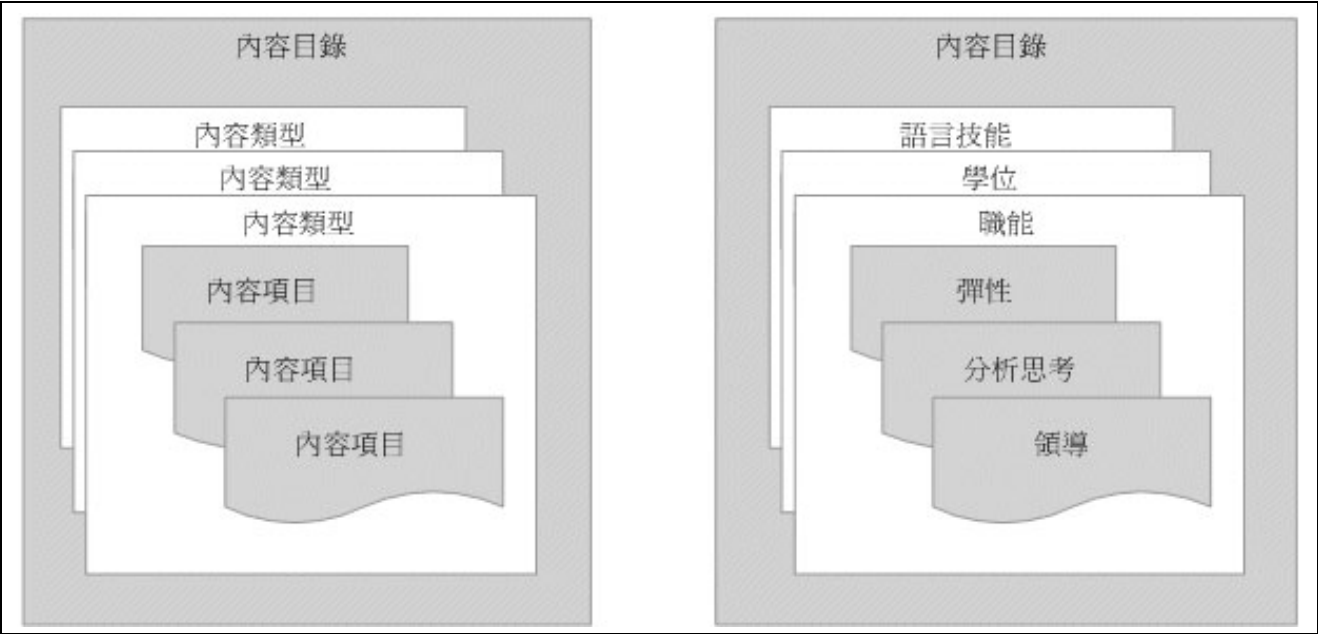 內容目錄
內容類型
內容類型
內容類型
內容項目
內容項目
內容項目
內容目錄
語言技能
學位
職能
彈性
分析思考
領導